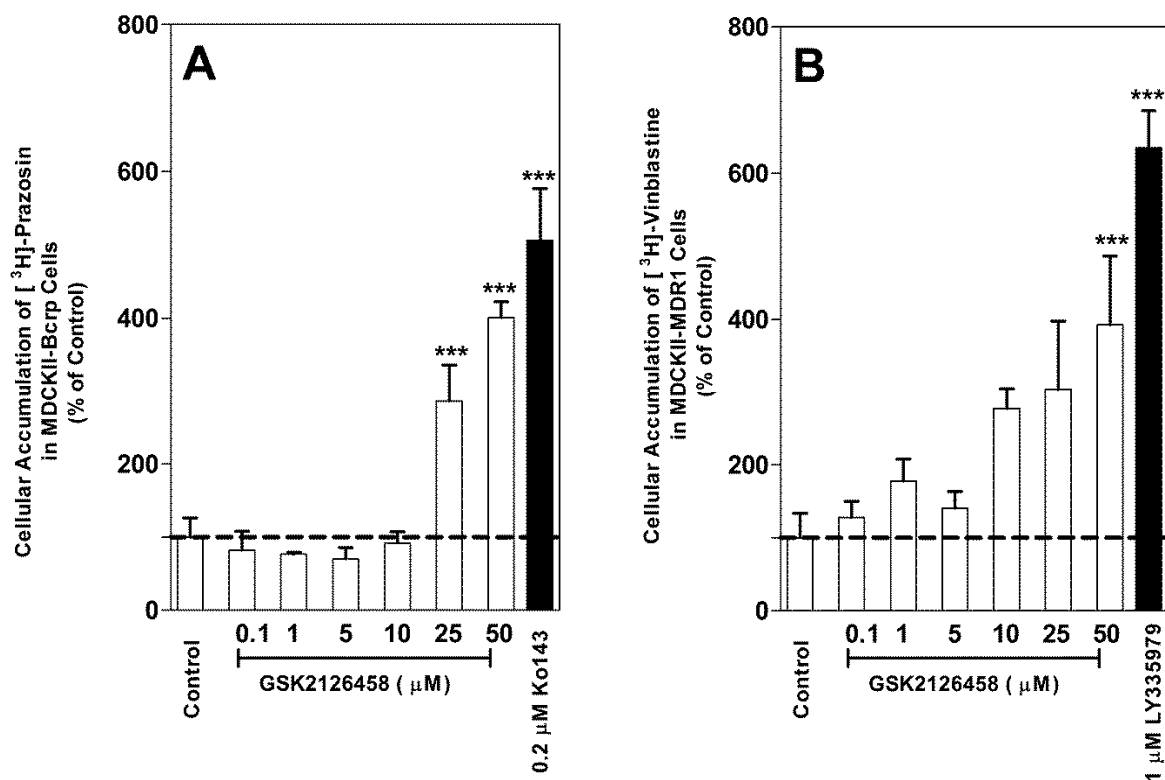 A
Cellular Accumulation of [ ³H]-Prazosin
in MDCKII-Bcrp Cells
(% of Control)
800
600
400
200
0
***
***
***
Control
0.1 1 5 10 25 50
GSK2126458 ( μM)
0.2 μM Ko143
B
Cellular Accumulation of [ ³H]-Vinblastine
in MDCKII-MDR1 Cells
(% of Control)
800
600
400
200
0
***
***
Control
0.1 1 5 10 25 50
GSK2126458 ( μM)
1 μM LY335979